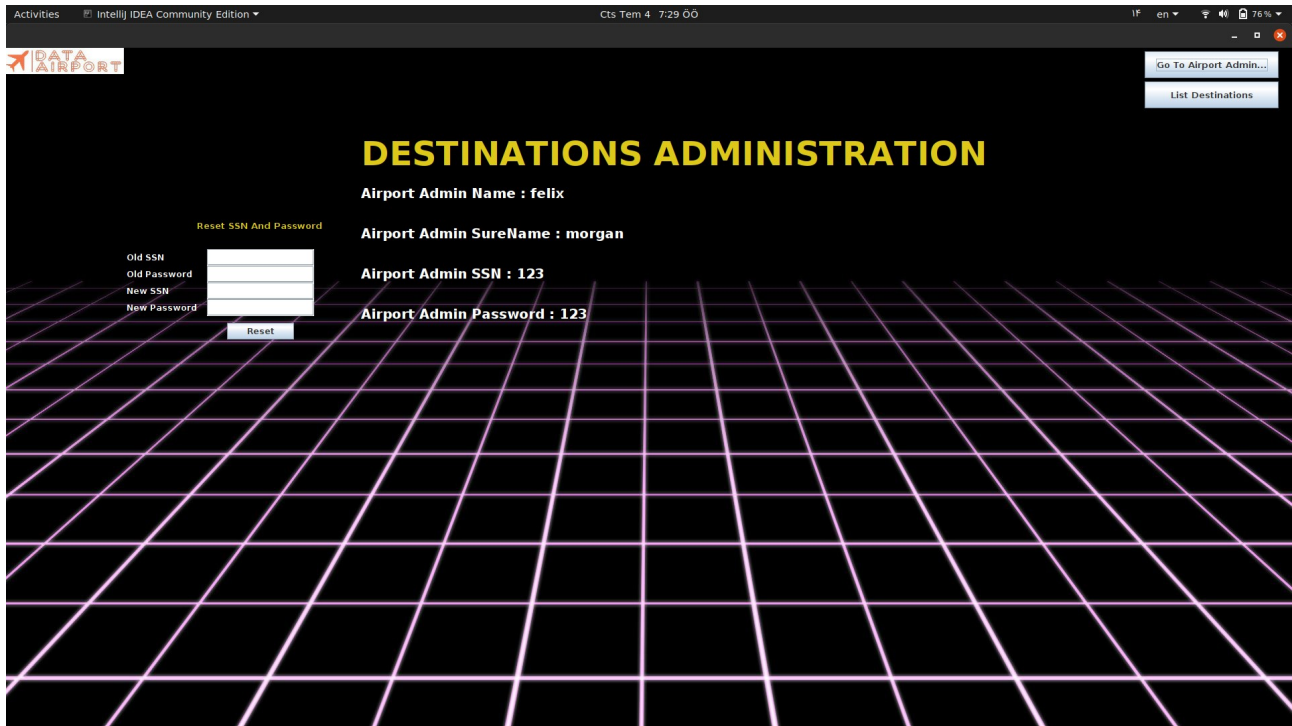 Activities IntelliJ IDEA Community Edition Cts Tem 4 7:29 ÖÖ ۱۴ en 76 %
DATA
AIRPORT
Go To Airport Admin...
List Destinations
DESTINATIONS ADMINISTRATION
Airport Admin Name : felix
Airport Admin SureName : morgan
Airport Admin SSN : 123
Airport Admin Password : 123
Reset SSN And Password
Old SSN
Old Password
New SSN
New Password
Reset